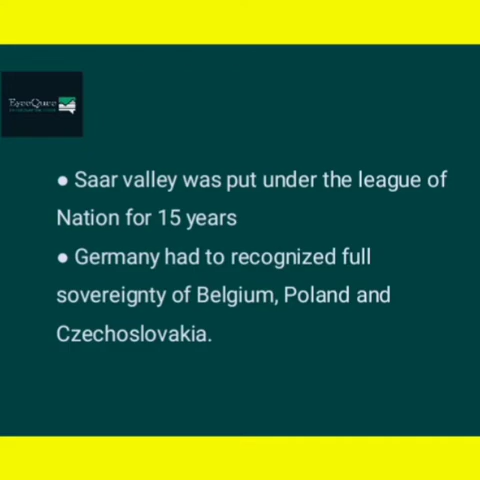 ● Saar valley was put under the league of
Nation for 15 years
● Germany had to recognized full
sovereignty of Belgium, Poland and
Czechoslovakia.